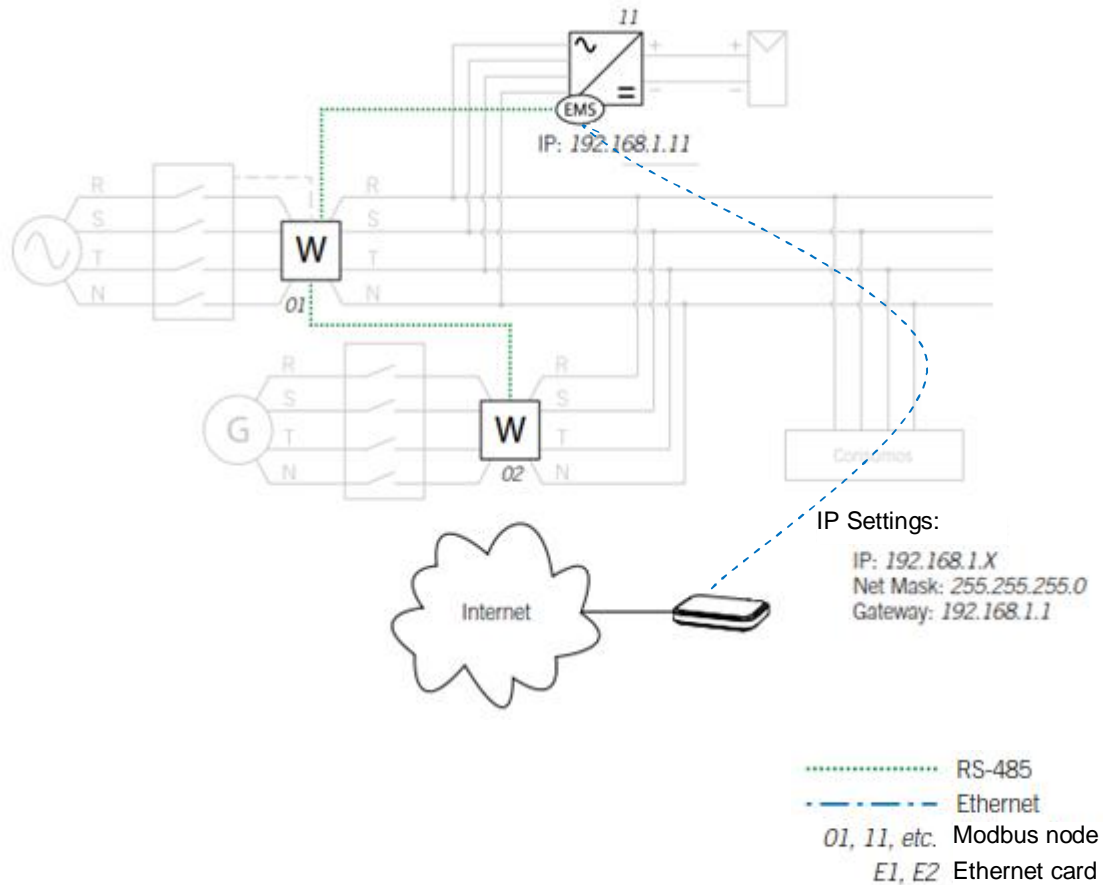 11
+ +
- -
EMS
IP: 192.168.1.11
R R
S S
W
T T
N N
01
R R
S S
G W
T T
N N
02
Consumos
IP Settings:
IP: 192.168.1.X
Net Mask: 255.255.255.0
Gateway: 192.168.1.1
Internet
RS-485
Ethernet
01, 11, etc. Modbus node
E1, E2 Ethernet card